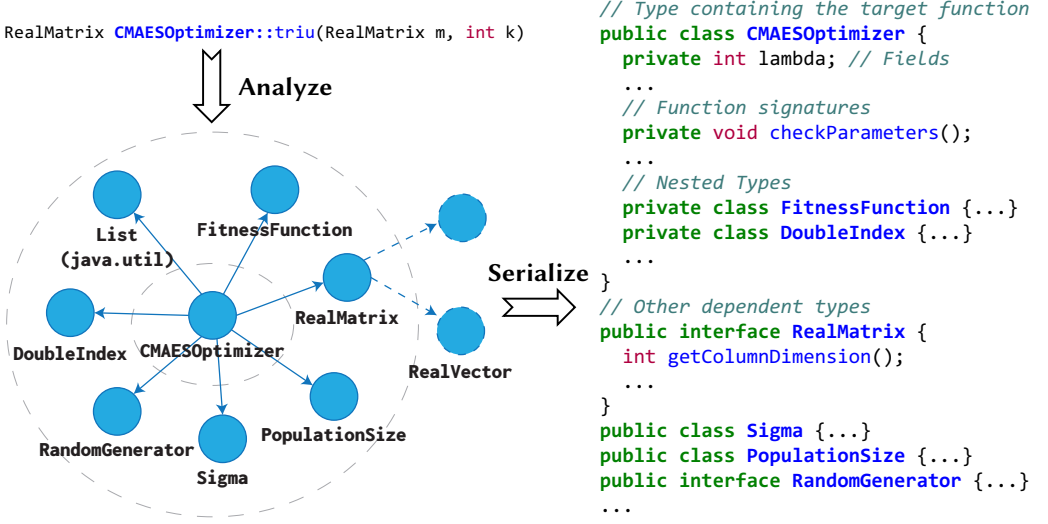 RealMatrix CMAESOptimizer::triu(RealMatrix m, int k)
Analyze
List
(java.util)
FitnessFunction
RealMatrix
DoubleIndex
CMAESOptimizer
RealVector
RandomGenerator
PopulationSize
Sigma
Serialize
// Type containing the target function
public class CMAESOptimizer {
  private int lambda; // Fields
  ...
  // Function signatures
  private void checkParameters();
  ...
  // Nested Types
  private class FitnessFunction {...}
  private class DoubleIndex {...}
  ...
}
// Other dependent types
public interface RealMatrix {
  int getColumnDimension();
  ...
}
public class Sigma {...}
public class PopulationSize {...}
public interface RandomGenerator {...}
...